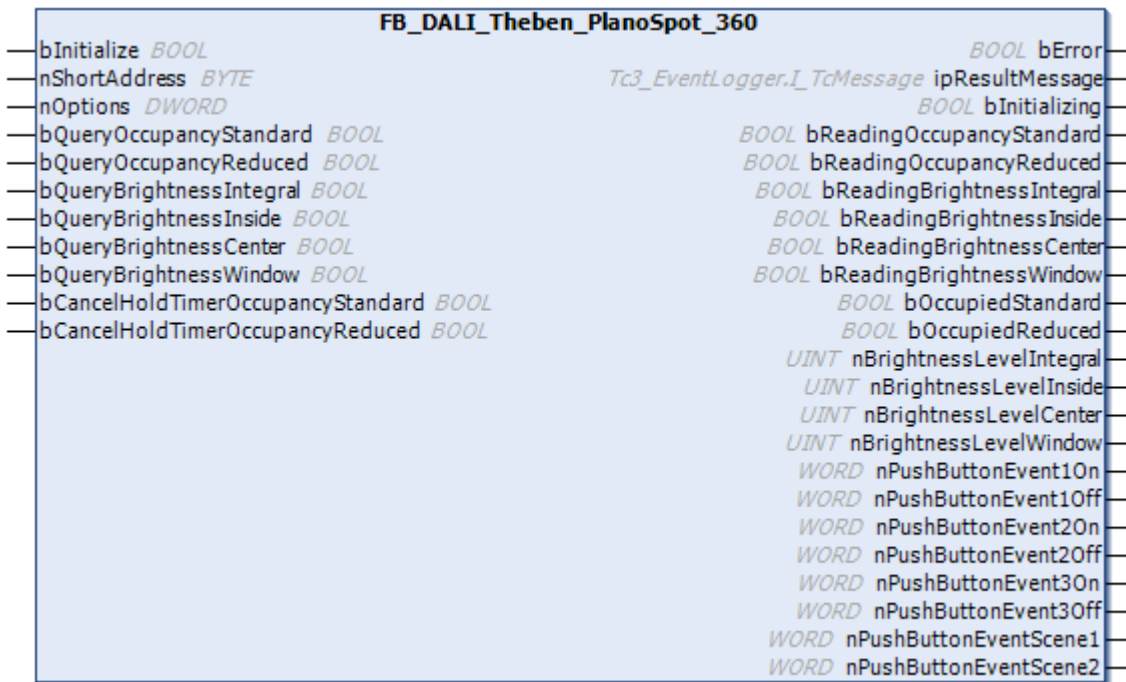 FB_DALI_Theben_PlanoSpot_360
bInitialize BOOL BOOL bError
nShortAddress BYTE Tc3_EventLogger.I_TcMessage ipResultMessage
nOptions DWORD BOOL bInitializing
bQueryOccupancyStandard BOOL BOOL bReadingOccupancyStandard
bQueryOccupancyReduced BOOL BOOL bReadingOccupancyReduced
bQueryBrightnessIntegral BOOL BOOL bReadingBrightnessIntegral
bQueryBrightnessInside BOOL BOOL bReadingBrightnessInside
bQueryBrightnessCenter BOOL BOOL bReadingBrightnessCenter
bQueryBrightnessWindow BOOL BOOL bReadingBrightnessWindow
bCancelHoldTimerOccupancyStandard BOOL BOOL bOccupiedStandard
bCancelHoldTimerOccupancyReduced BOOL BOOL bOccupiedReduced
UINT nBrightnessLevelIntegral
UINT nBrightnessLevelInside
UINT nBrightnessLevelCenter
UINT nBrightnessLevelWindow
WORD nPushButtonEvent1On
WORD nPushButtonEvent1Off
WORD nPushButtonEvent2On
WORD nPushButtonEvent2Off
WORD nPushButtonEvent3On
WORD nPushButtonEvent3Off
WORD nPushButtonEventScene1
WORD nPushButtonEventScene2